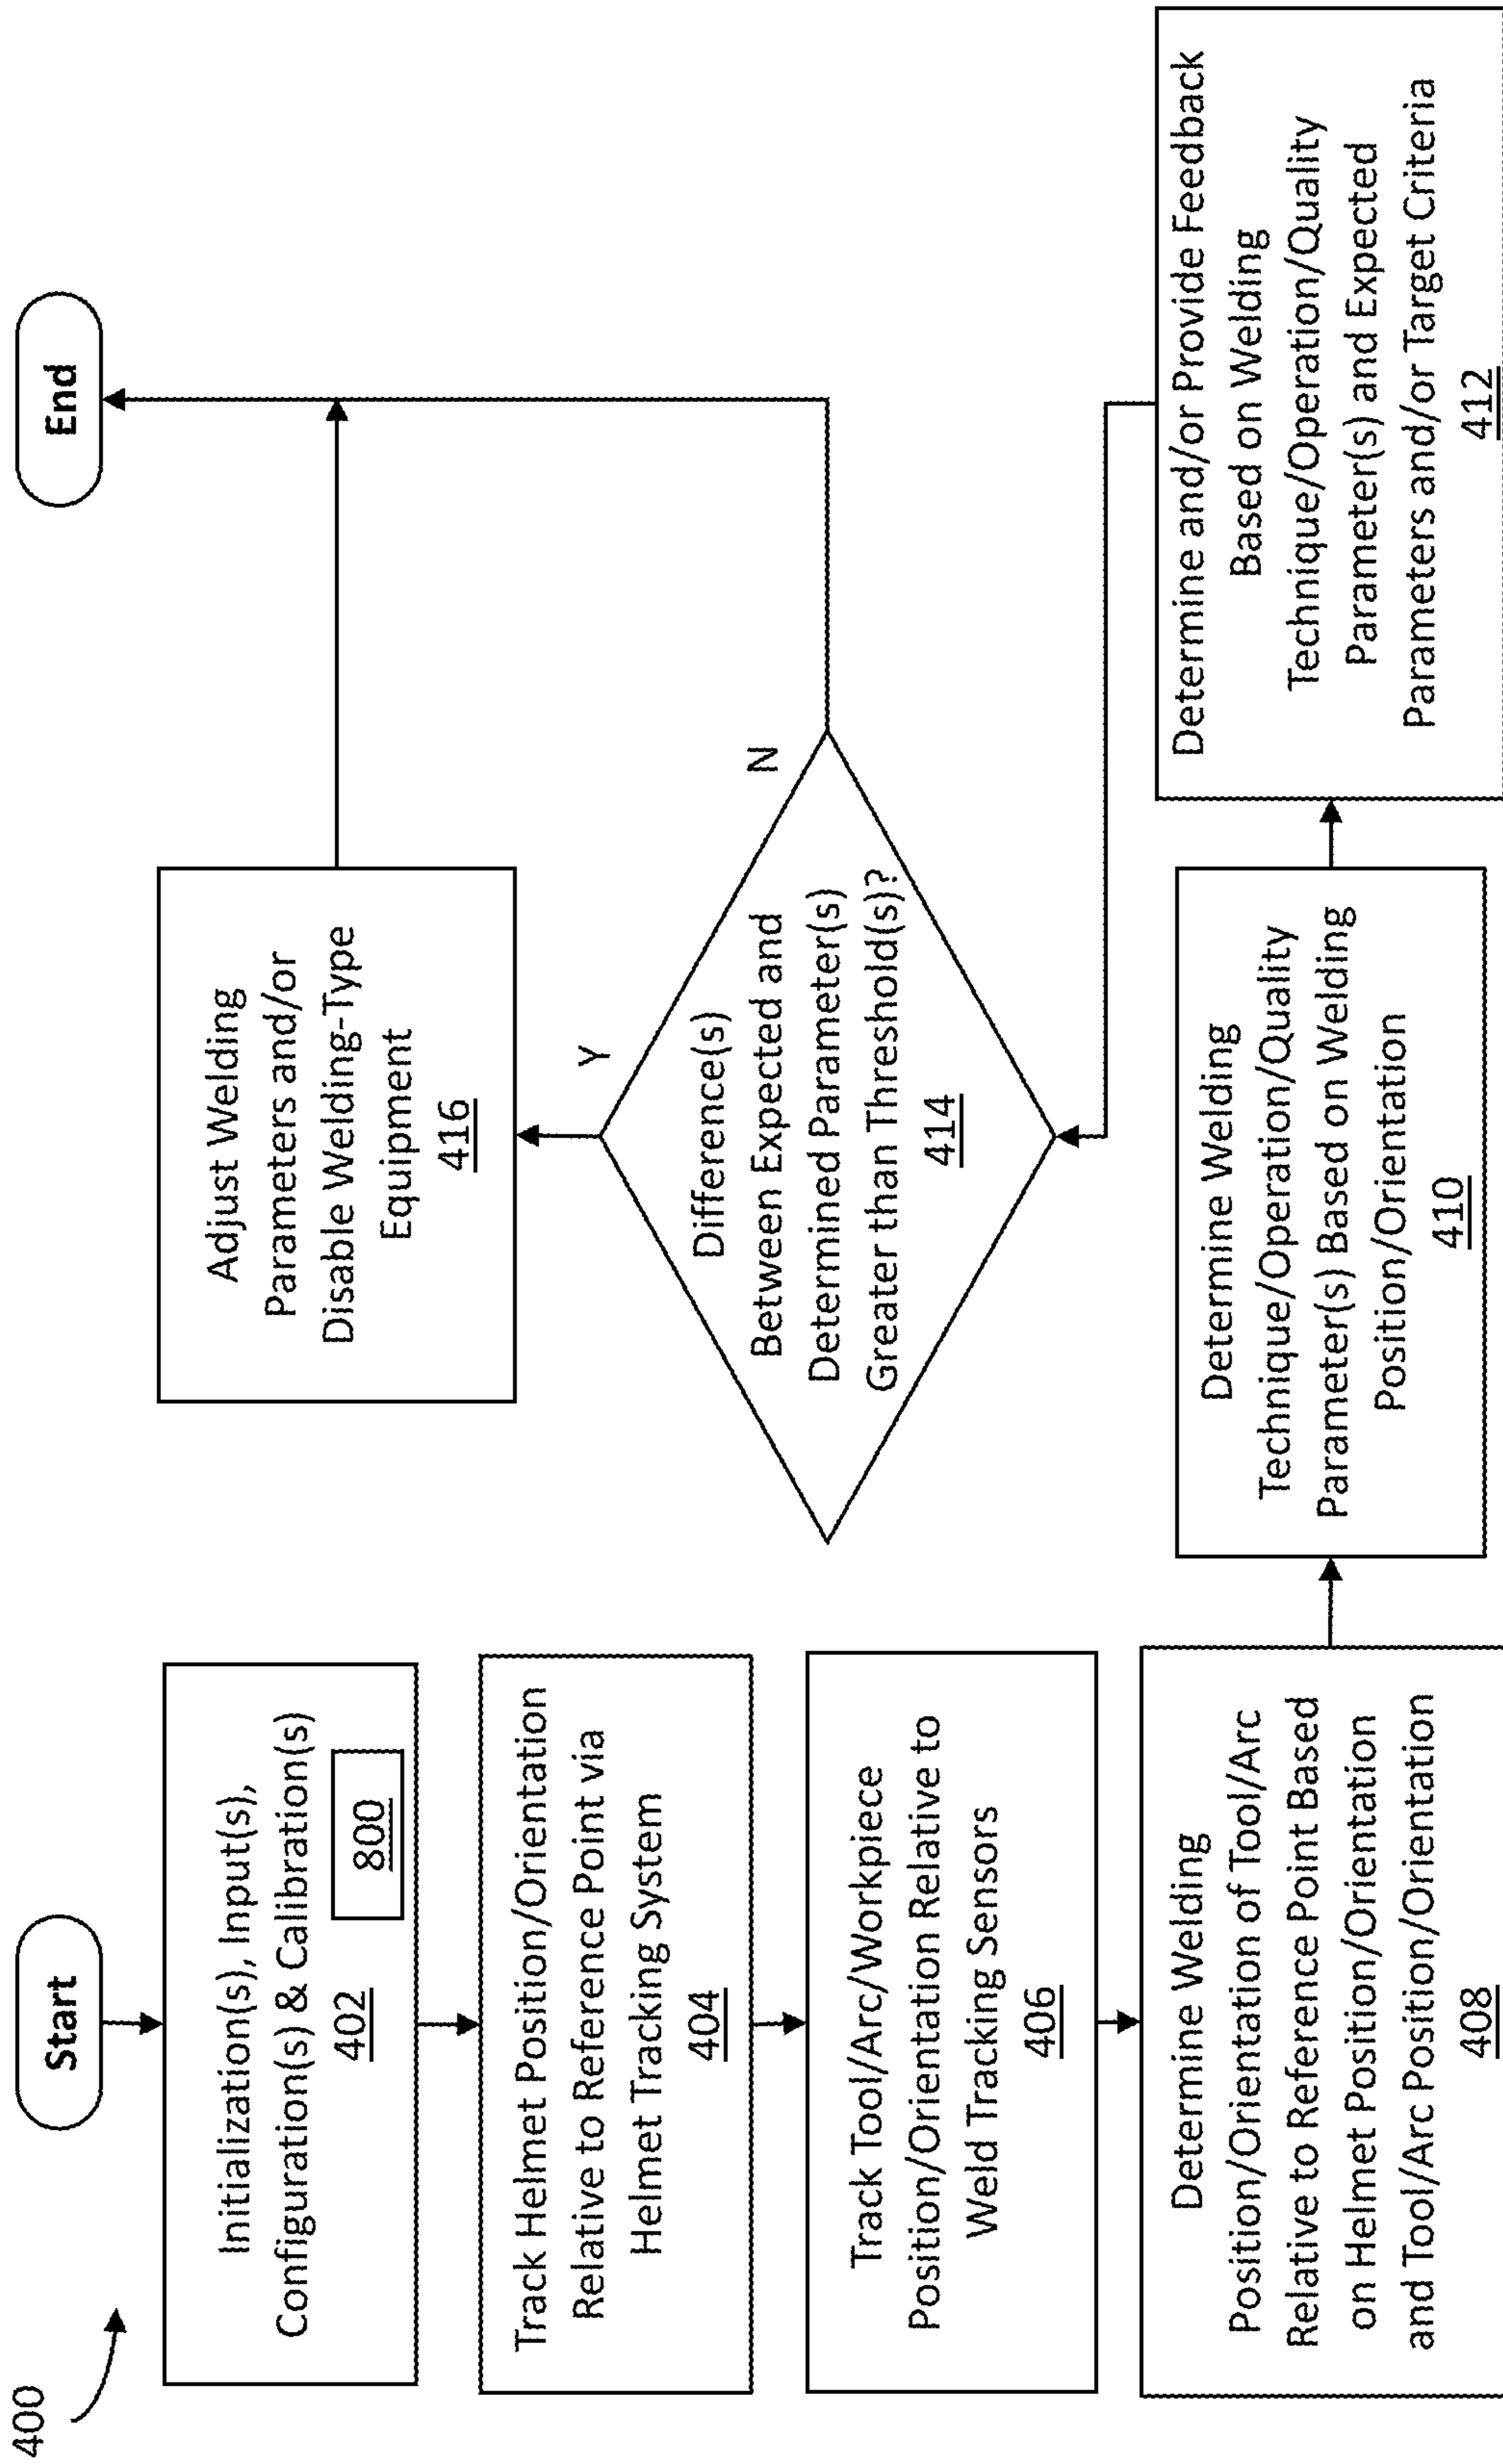 400
Start
Initialization(s), Input(s),
Configuration(s) & Calibration(s)
402
800
Track Helmet Position/Orientation
Relative to Reference Point via
Helmet Tracking System
404
Track Tool/Arc/Workpiece
Position/Orientation Relative to
Weld Tracking Sensors
406
Determine Welding
Position/Orientation of Tool/Arc
Relative to Reference Point Based
on Helmet Position/Orientation
and Tool/Arc Position/Orientation
408
Determine Welding
Technique/Operation/Quality
Parameter(s) Based on Welding
Position/Orientation
410
Determine and/or Provide Feedback
Based on Welding
Technique/Operation/Quality
Parameter(s) and Expected
Parameters and/or Target Criteria
412
Difference(s)
Between Expected and
Determined Parameter(s)
Greater than Threshold(s)?
414
Y
N
Adjust Welding
Parameters and/or
Disable Welding-Type
Equipment
416
End